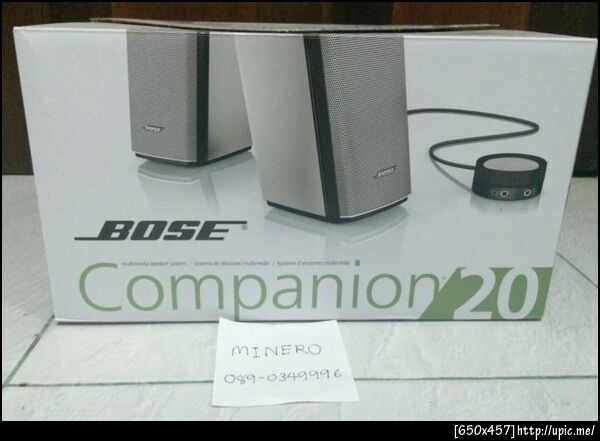 BOSE
BOSE
BOSE®
multimedia speaker system / sistema de altavoces multimedia / système d'enceintes multimédia
Companion® 20
MINERO
089-0349996
[650x457]http://upic.me/